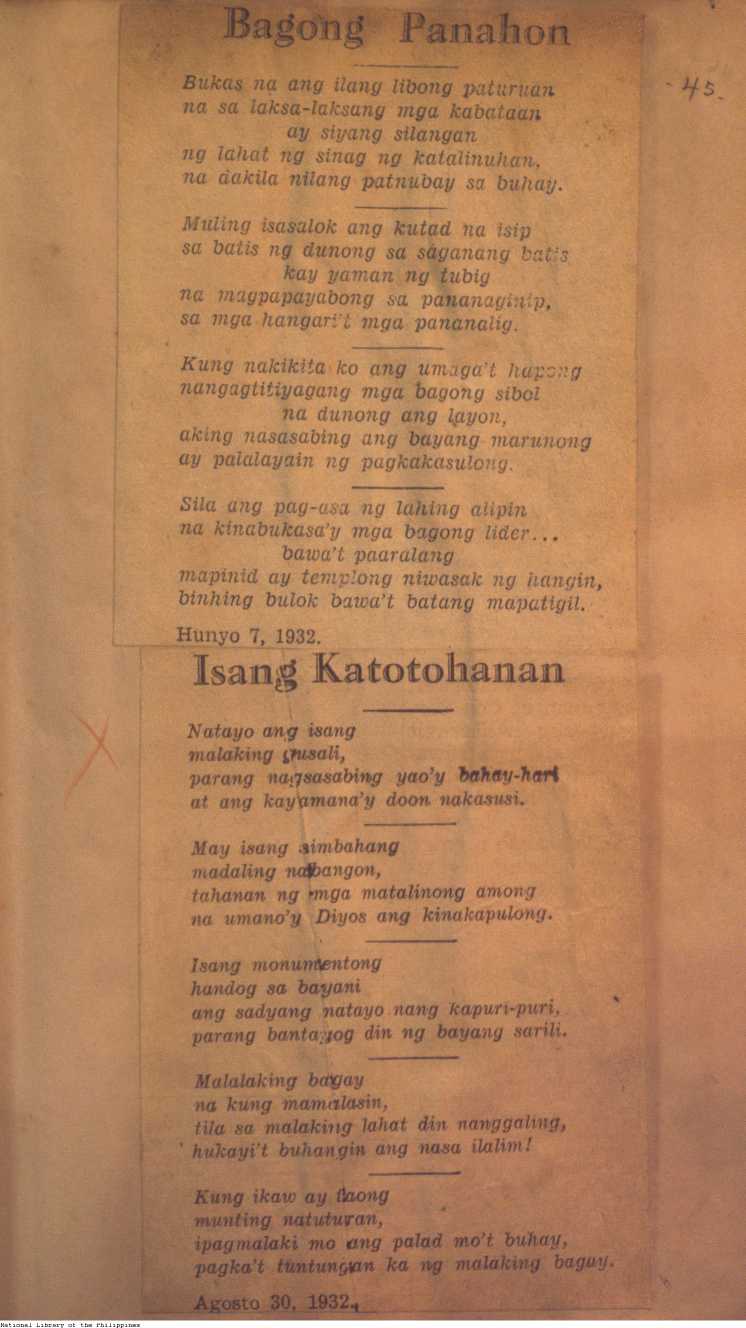 Bagong Panahon
- 45.
Bukas na ang ilang libong paturuan
na sa laksa-laksang mga kabataan
ay siyang silangan
ng lahat ng sinag ng katalinuhan,
na dakila nilang patnubay sa buhay.
Muling isasalok ang kutad na isip
sa batis ng dunong sa saganang batis
kay yaman ng tubig
na magpapayabong sa pananaginip,
sa mga hangari't mga pananalig.
Kung nakikita ko ang umaga't hapong
nangagtitiyagang mga bagong sibol
na dunong ang layon,
aking nasasabing ang bayang marunong
ay palalayain ng pagkakasulong.
Sila ang pag-asa ng lahing alipin
na kinabukasa'y mga bagong lider...
bawa't paaralang
mapinid ay templong niwasak ng hangin,
binhing bulok bawa't batang mapatigil.
Hunyo 7, 1932.
Isang Katotohanan
Natayo ang isang
malaking gusali,
parang nagsasabing yao'y bahay-hari
at ang kayamana'y doon nakasusi.
May isang simbahang
madaling nabangon,
tahanan ng mga matalinong among
na umano'y Diyos ang kinakapulong.
Isang monumentong
handog sa bayani
ang sadyang natayo nang kapuri-puri,
parang bantayog din ng bayang sarili.
Malalaking bagay
na kung mamalasin,
tila sa malaking lahat din nanggaling,
hukayi't buhangin ang nasa ilalim!
Kung ikaw ay taong
munting natuturan,
ipagmalaki mo ang palad mo't buhay,
pagka't tuntungan ka ng malaking bagay.
Agosto 30, 1932.
National Library of the Philippines